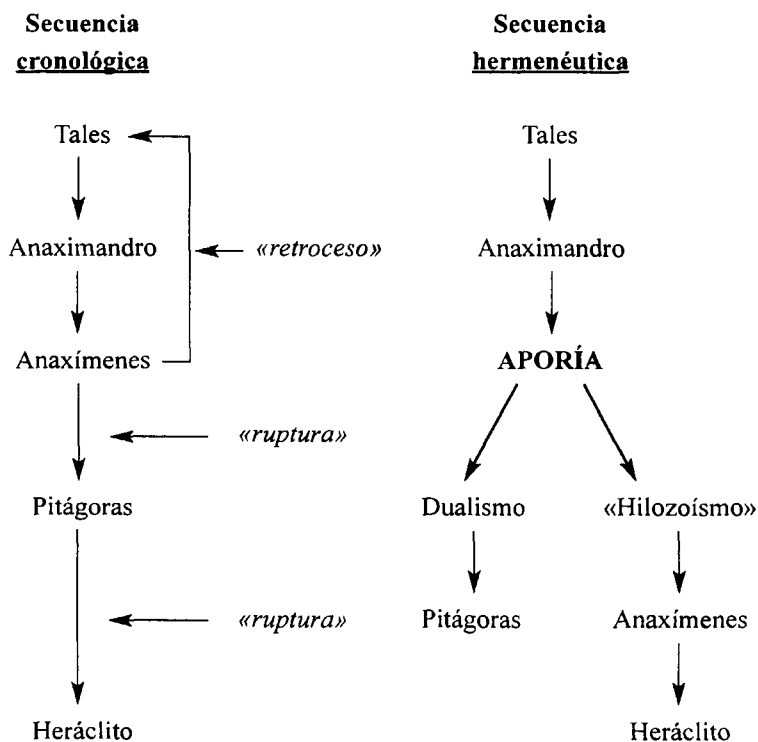 Secuencia
cronológica
Tales
Anaximandro
«retroceso»
Anaxímenes
«ruptura»
Pitágoras
«ruptura»
Heráclito
Secuencia
hermenéutica
Tales
Anaximandro
APORÍA
Dualismo
«Hilozoísmo»
Pitágoras
Anaxímenes
Heráclito